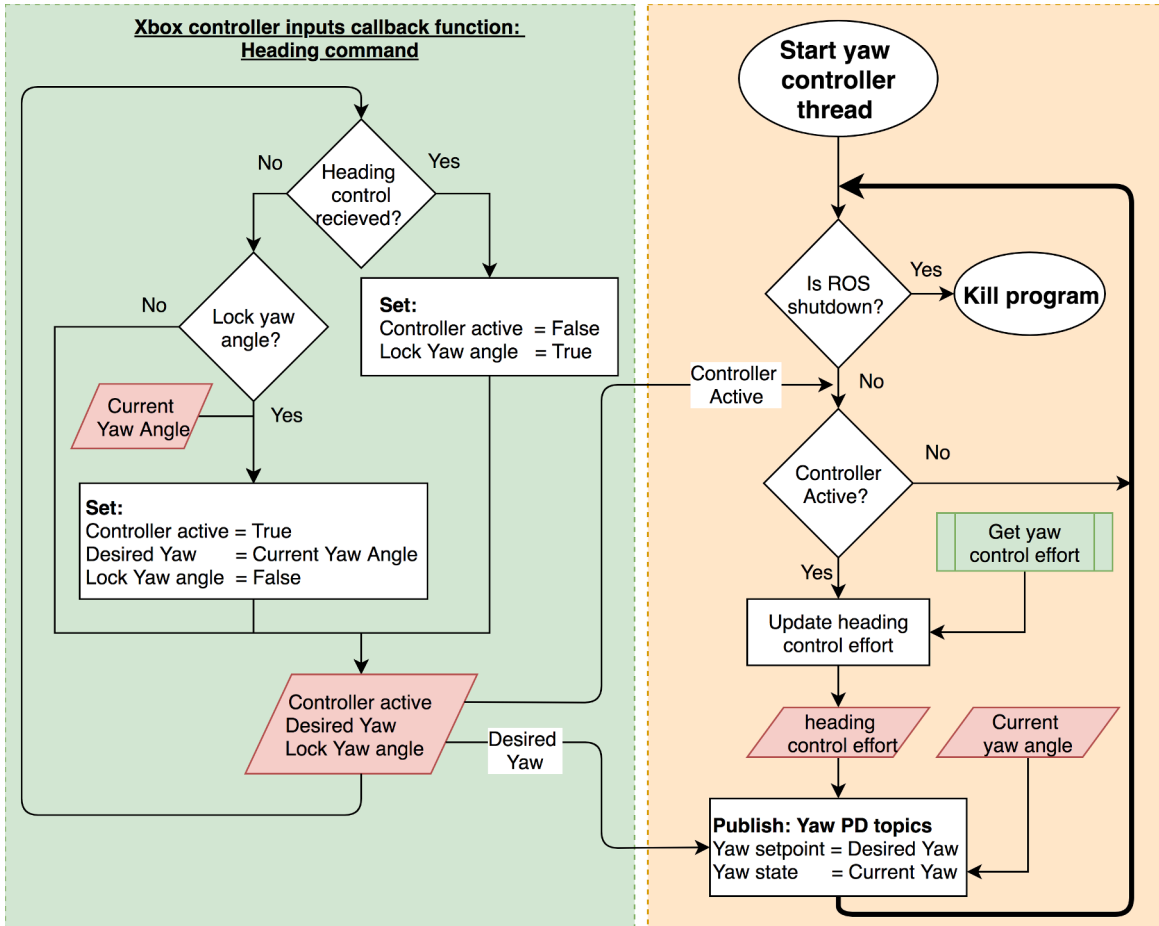 Xbox controller inputs callback function:
Heading command
No
Yes
Heading
control
recieved?
No
Lock yaw
angle?
Set:
Controller active = False
Lock Yaw angle = True
Current
Yaw Angle
Yes
Set:
Controller active = True
Desired Yaw = Current Yaw Angle
Lock Yaw angle = False
Controller active
Desired Yaw
Lock Yaw angle
Desired
Yaw
Controller
Active
Start yaw
controller
thread
Is ROS
shutdown?
Yes
Kill program
No
Controller
Active?
No
Get yaw
control effort
Yes
Update heading
control effort
heading
control effort
Current
yaw angle
Publish: Yaw PD topics
Yaw setpoint = Desired Yaw
Yaw state = Current Yaw